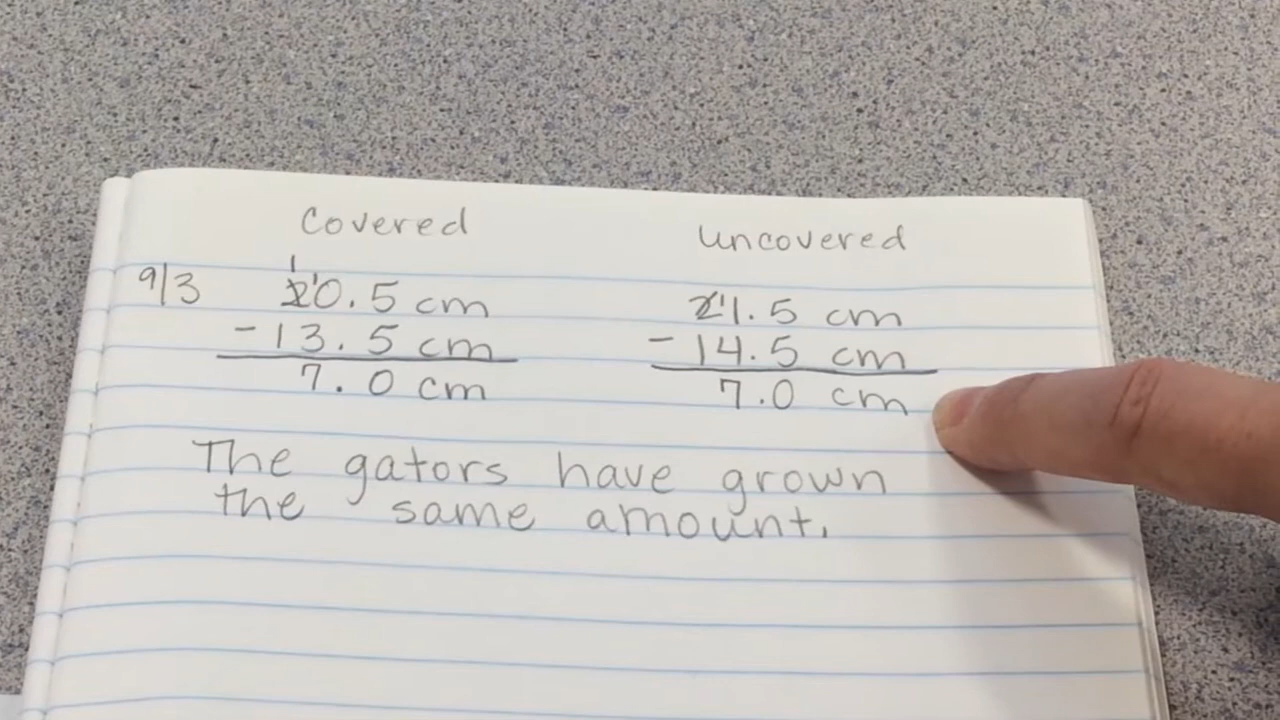 Covered uncovered
9/3 20.5 cm 21.5 cm
- 13.5 cm - 14.5 cm
7.0 cm 7.0 cm
The gators have grown
the same amount.